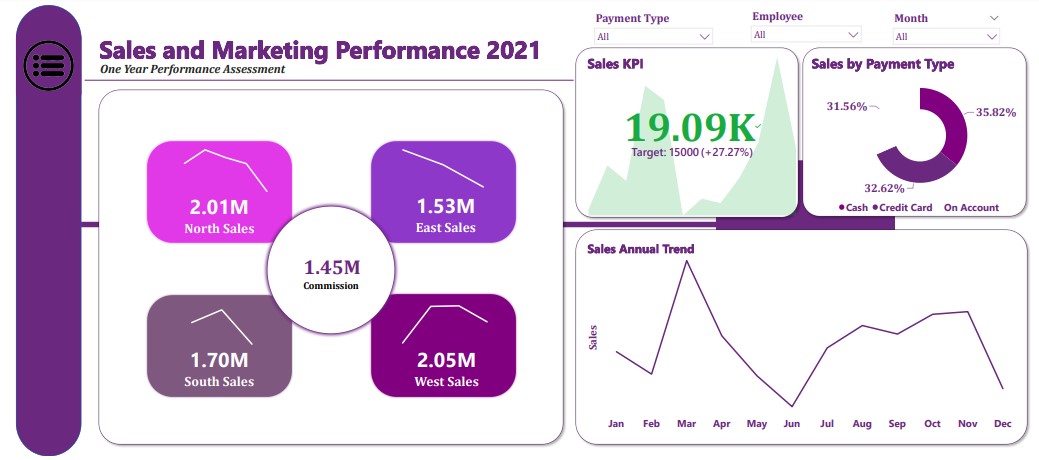 Sales and Marketing Performance 2021
One Year Performance Assessment
Payment Type
All
Employee
All
Month
All
2.01M
North Sales
1.53M
East Sales
1.45M
Commission
1.70M
South Sales
2.05M
West Sales
Sales KPI
19.09K
Target: 15000 (+27.27%)
Sales by Payment Type
31.56%
35.82%
32.62%
Cash Credit Card On Account
Sales Annual Trend
Sales
Jan Feb Mar Apr May Jun Jul Aug Sep Oct Nov Dec